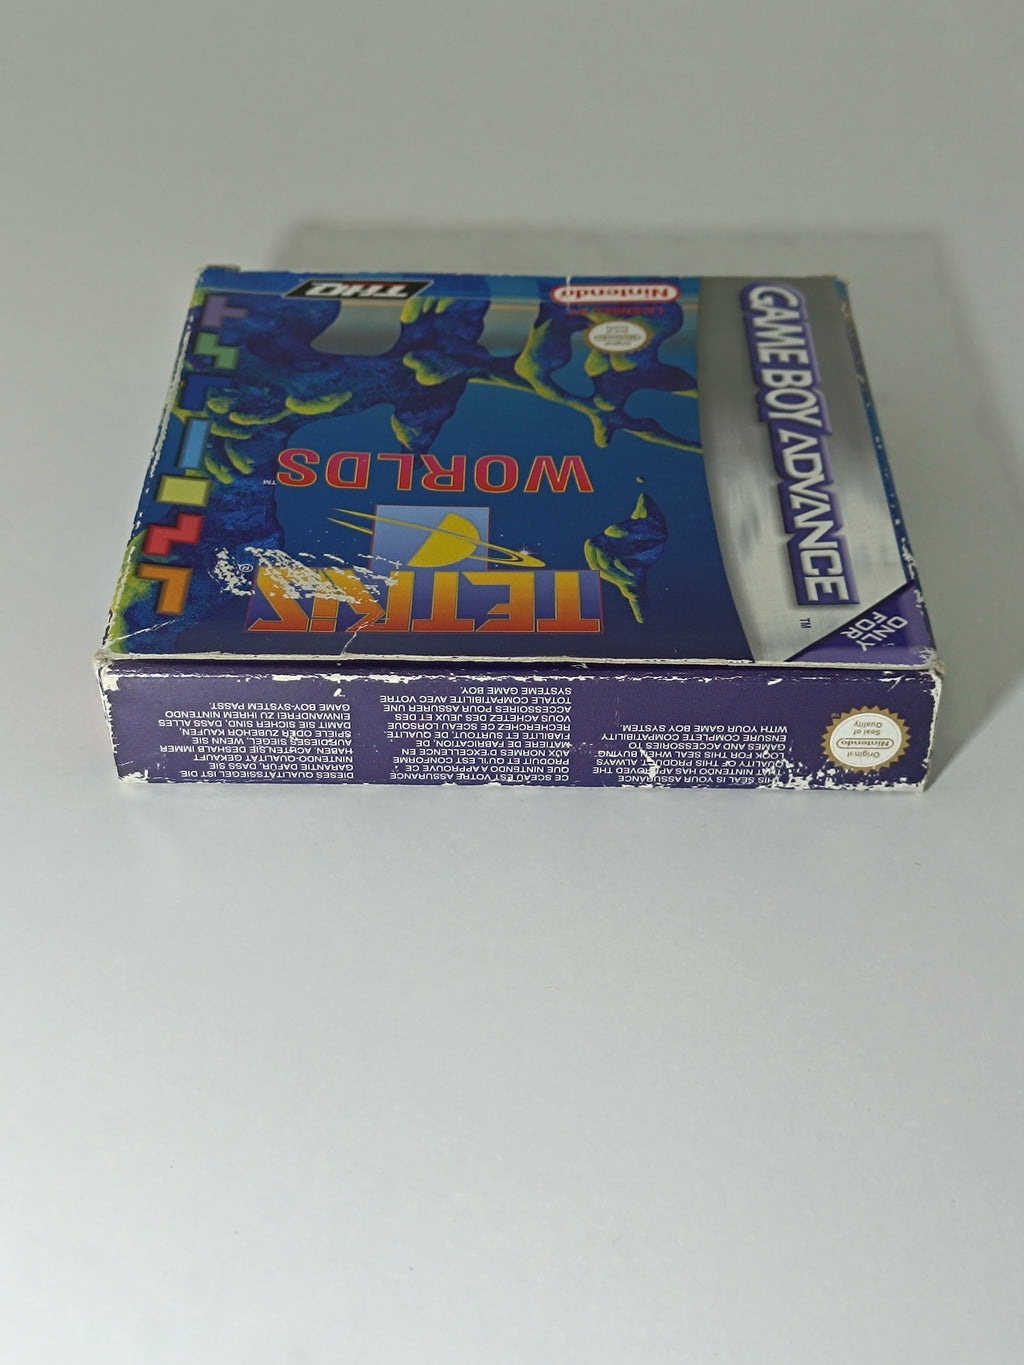 GAME BOY ADVANCE
TM
ONLY
FOR
TETRIS®
WORLDS™
LICENSED BY
Nintendo
THQ
Original
Nintendo
Seal of
Quality
TM
THIS SEAL IS YOUR ASSURANCE
THAT NINTENDO HAS APPROVED THE
QUALITY OF THIS PRODUCT. ALWAYS
LOOK FOR THIS SEAL WHEN BUYING
GAMES AND ACCESSORIES TO
ENSURE COMPLETE COMPATIBILITY
WITH YOUR GAME BOY SYSTEM.
CE SCEAU EST VOTRE ASSURANCE
QUE NINTENDO A APPROUVE CE
PRODUIT ET QU'IL EST CONFORME
AUX NORMES D'EXCELLENCE EN
MATIERE DE FABRICATION, DE
FIABILITE ET SURTOUT, DE QUALITE.
RECHERCHEZ CE SCEAU LORSQUE
VOUS ACHETEZ DES JEUX ET DES
ACCESSOIRES POUR ASSURER UNE
TOTALE COMPATIBILITE AVEC VOTRE
SYSTEME GAME BOY.
DIESES QUALITÄTSSIEGEL IST DIE
GARANTIE DAFÜR, DASS SIE
NINTENDO-QUALITÄT GEKAUFT
HABEN. ACHTEN SIE DESHALB IMMER
AUF DIESES SIEGEL, WENN SIE
SPIELE ODER ZUBEHÖR KAUFEN
DAMIT SIE SICHER SIND, DASS ALLES
EINWANDFREI ZU IHREM NINTENDO
GAME BOY-SYSTEM PASST.